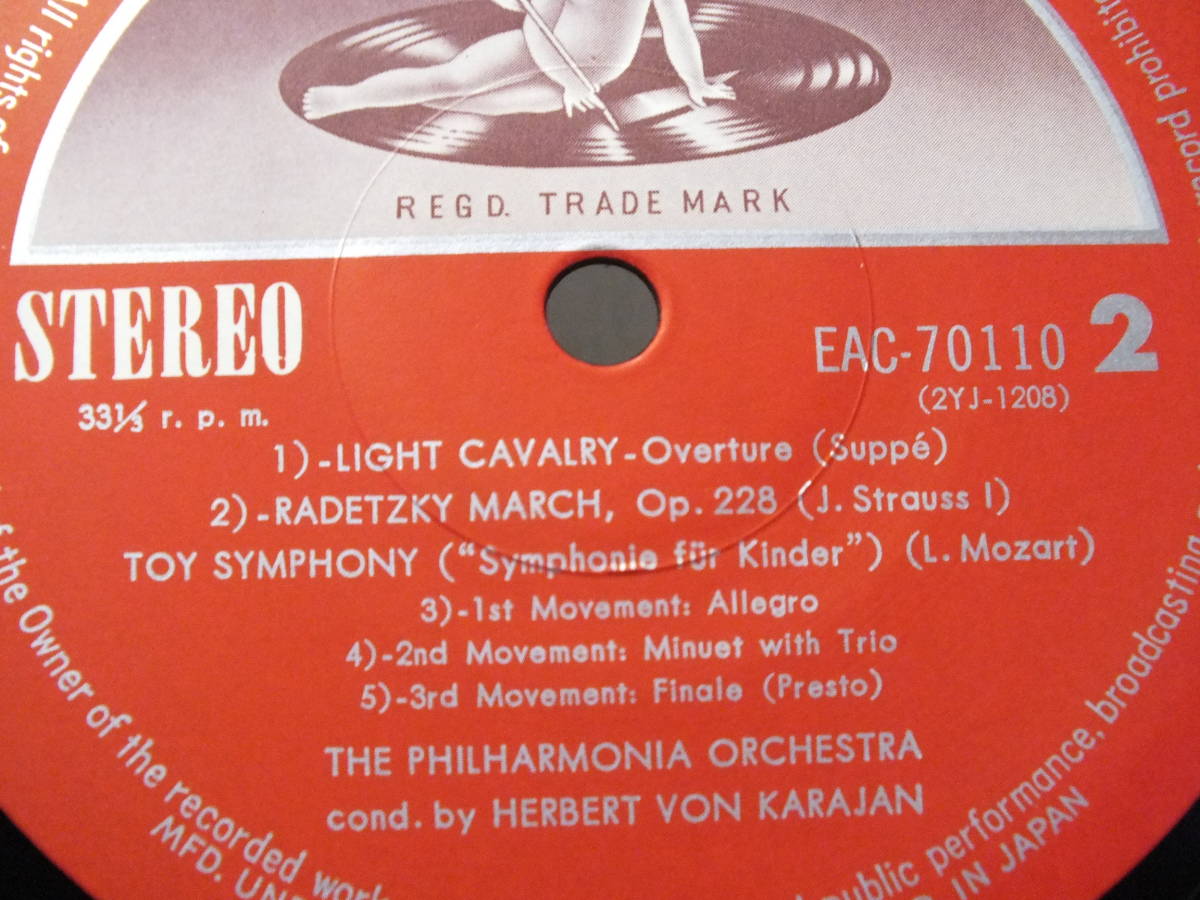 All rights of
record
REGD. TRADE MARK
STEREO
EAC-70110 2
33⅓ r. p. m.
(2YJ-1208)
1)-LIGHT CAVALRY-Overture (Suppé)
2)-RADETZKY MARCH, Op. 228 (J. Strauss I)
TOY SYMPHONY ("Symphonie für Kinder") (L. Mozart)
3)-1st Movement: Allegro
4)-2nd Movement: Minuet with Trio
5)-3rd Movement: Finale (Presto)
THE PHILHARMONIA ORCHESTRA
cond. by HERBERT VON KARAJAN
the Owner of the recorded
public performance, broadcasting
MFD.
IN JAPAN